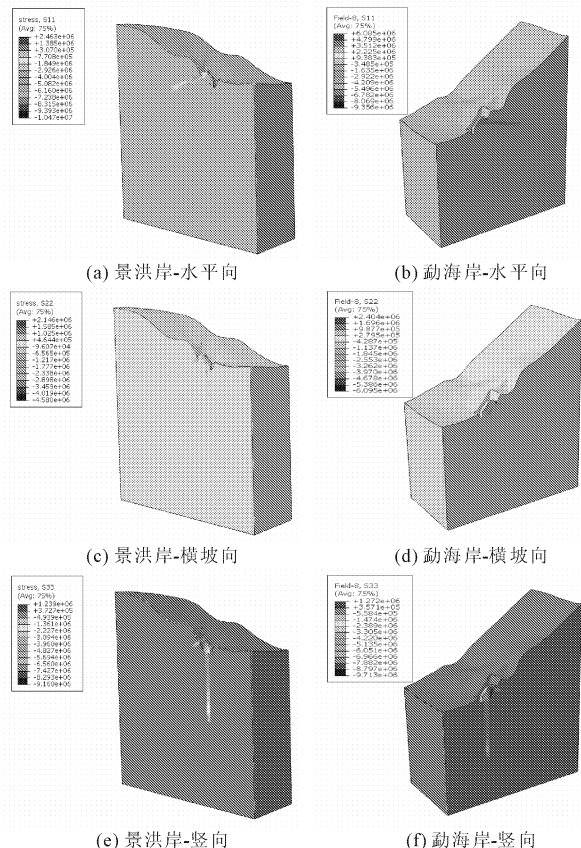 stress, S11
(Avg: 75%)
+2.463e+06
+1.385e+06
+3.070e+05
-7.708e+05
-1.849e+06
-2.926e+06
-4.004e+06
-5.082e+06
-6.160e+06
-7.238e+06
-8.315e+06
-9.393e+06
-1.047e+07
Field-8, S11
(Avg: 75%)
+6.085e+06
+4.799e+06
+3.512e+06
+2.225e+06
+9.383e+05
-3.485e+05
-1.635e+06
-2.922e+06
-4.209e+06
-5.496e+06
-6.782e+06
-8.069e+06
-9.356e+06
(a) 景洪岸-水平向
(b) 勐海岸-水平向
stress, S22
(Avg: 75%)
+2.146e+06
+1.585e+06
+1.025e+06
+4.644e+05
-9.607e+04
-6.565e+05
-1.217e+06
-1.777e+06
-2.338e+06
-2.898e+06
-3.459e+06
-4.019e+06
-4.580e+06
Field-8, S22
(Avg: 75%)
+2.404e+06
+1.696e+06
+9.877e+05
+2.795e+05
-4.287e+05
-1.137e+06
-1.845e+06
-2.553e+06
-3.262e+06
-3.970e+06
-4.678e+06
-5.386e+06
-6.095e+06
(c) 景洪岸-横坡向
(d) 勐海岸-横坡向
stress, S33
(Avg: 75%)
+1.239e+06
+3.727e+05
-4.939e+05
-1.361e+06
-2.227e+06
-3.094e+06
-3.960e+06
-4.827e+06
-5.694e+06
-6.560e+06
-7.427e+06
-8.293e+06
-9.160e+06
Field-8, S33
(Avg: 75%)
+1.272e+06
+3.571e+05
-5.584e+05
-1.474e+06
-2.389e+06
-3.305e+06
-4.220e+06
-5.135e+06
-6.051e+06
-6.966e+06
-7.882e+06
-8.797e+06
-9.713e+06
(e) 景洪岸-竖向
(f) 勐海岸-竖向